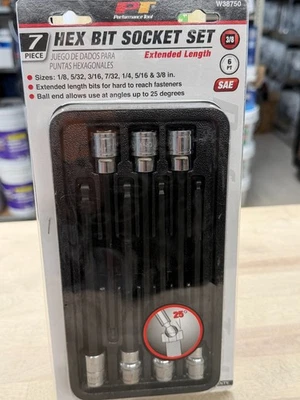 W38750
7
PIECE
PT
Performance Tool
HEX BIT SOCKET SET
JUEGO DE DADOS PARA
PUNTAS HEXAGONALES
Extended Length
3/8
6
PT
SAE
• Sizes: 1/8, 5/32, 3/16, 7/32, 1/4, 5/16 & 3/8 in.
• Extended length bits for hard to reach fasteners
• Ball end allows use at angles up to 25 degrees
25°